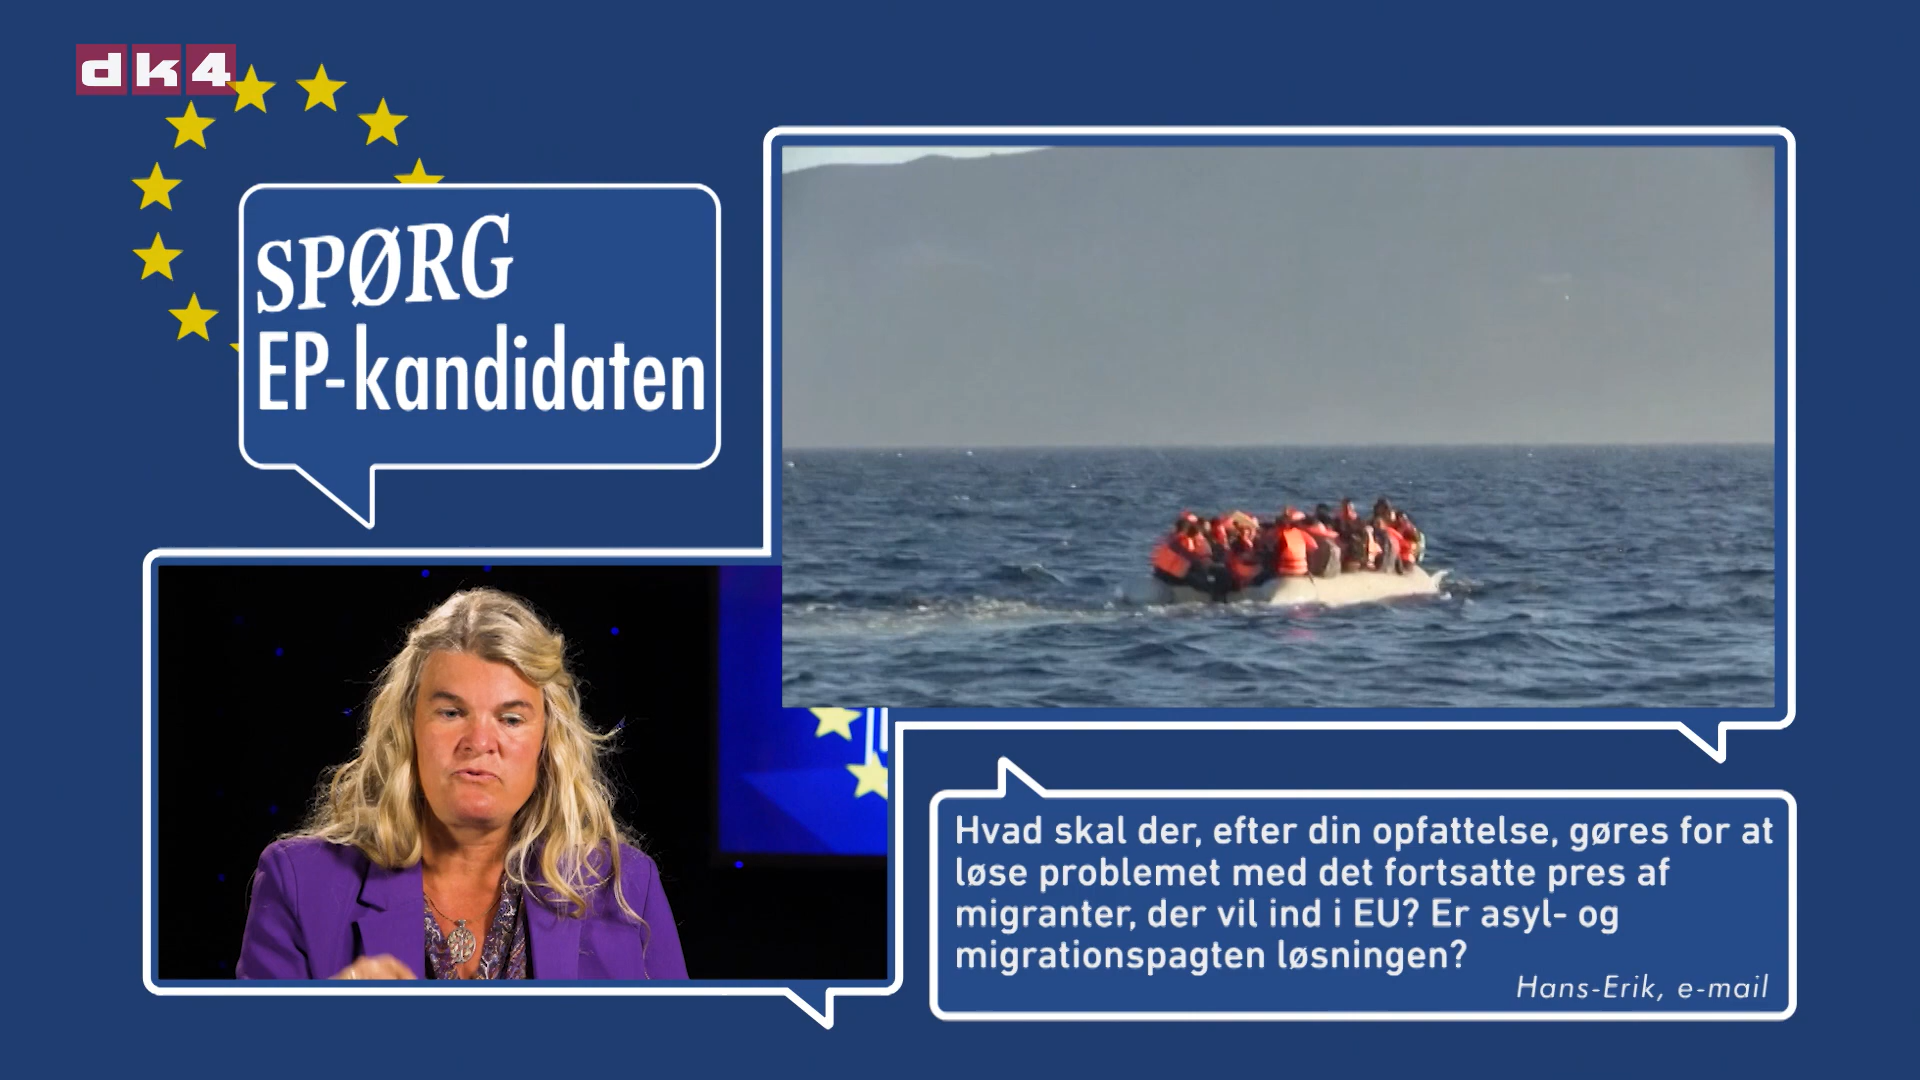 dk4
SPØRG
EP-kandidaten
Hvad skal der, efter din opfattelse, gøres for at
løse problemet med det fortsatte pres af
migranter, der vil ind i EU? Er asyl- og
migrationspagten løsningen?
Hans-Erik, e-mail